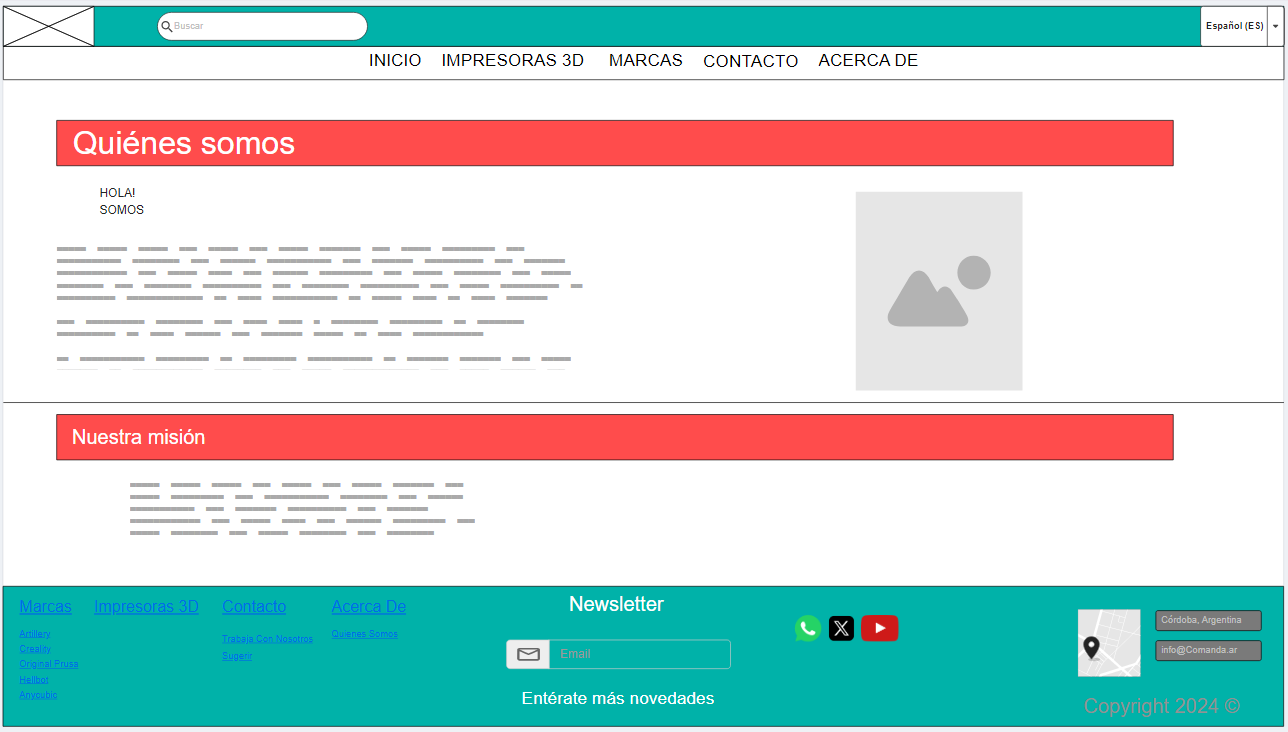 Buscar
Español (ES)
INICIO IMPRESORAS 3D MARCAS CONTACTO ACERCA DE
Quiénes somos
HOLA!
SOMOS
Nuestra misión
Marcas
Artillery
Creality
Original Prusa
Hellbot
Anycubic
Impresoras 3D
Contacto
Trabaja Con Nosotros
Sugerir
Acerca De
Quienes Somos
Newsletter
Email
Entérate más novedades
Córdoba, Argentina
info@Comanda.ar
Copyright 2024 ©